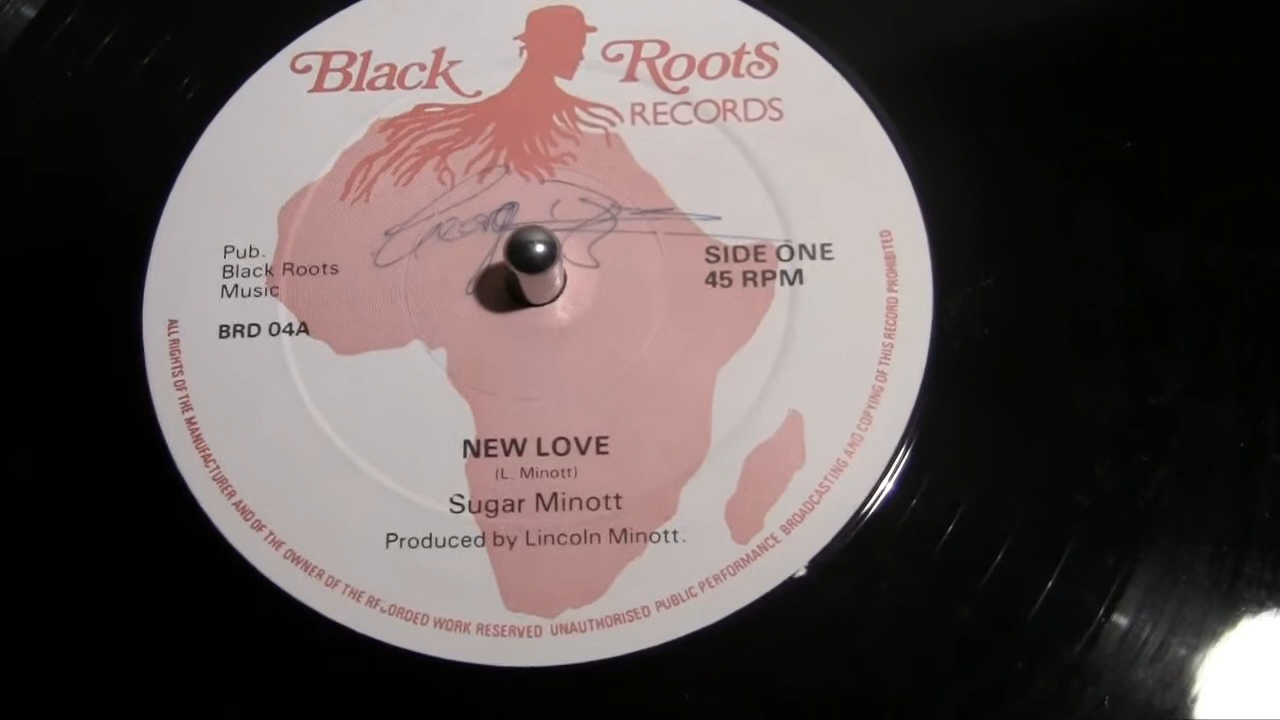 Black Roots
RECORDS
Pub.
Black Roots
Music
BRD 04A
SIDE ONE
45 RPM
NEW LOVE
(L. Minott)
Sugar Minott
Produced by Lincoln Minott.
ALL RIGHTS OF THE MANUFACTURER AND OF THE OWNER OF THE RECORDED WORK RESERVED UNAUTHORISED PUBLIC PERFORMANCE BROADCASTING AND COPYING OF THIS RECORD PROHIBITED